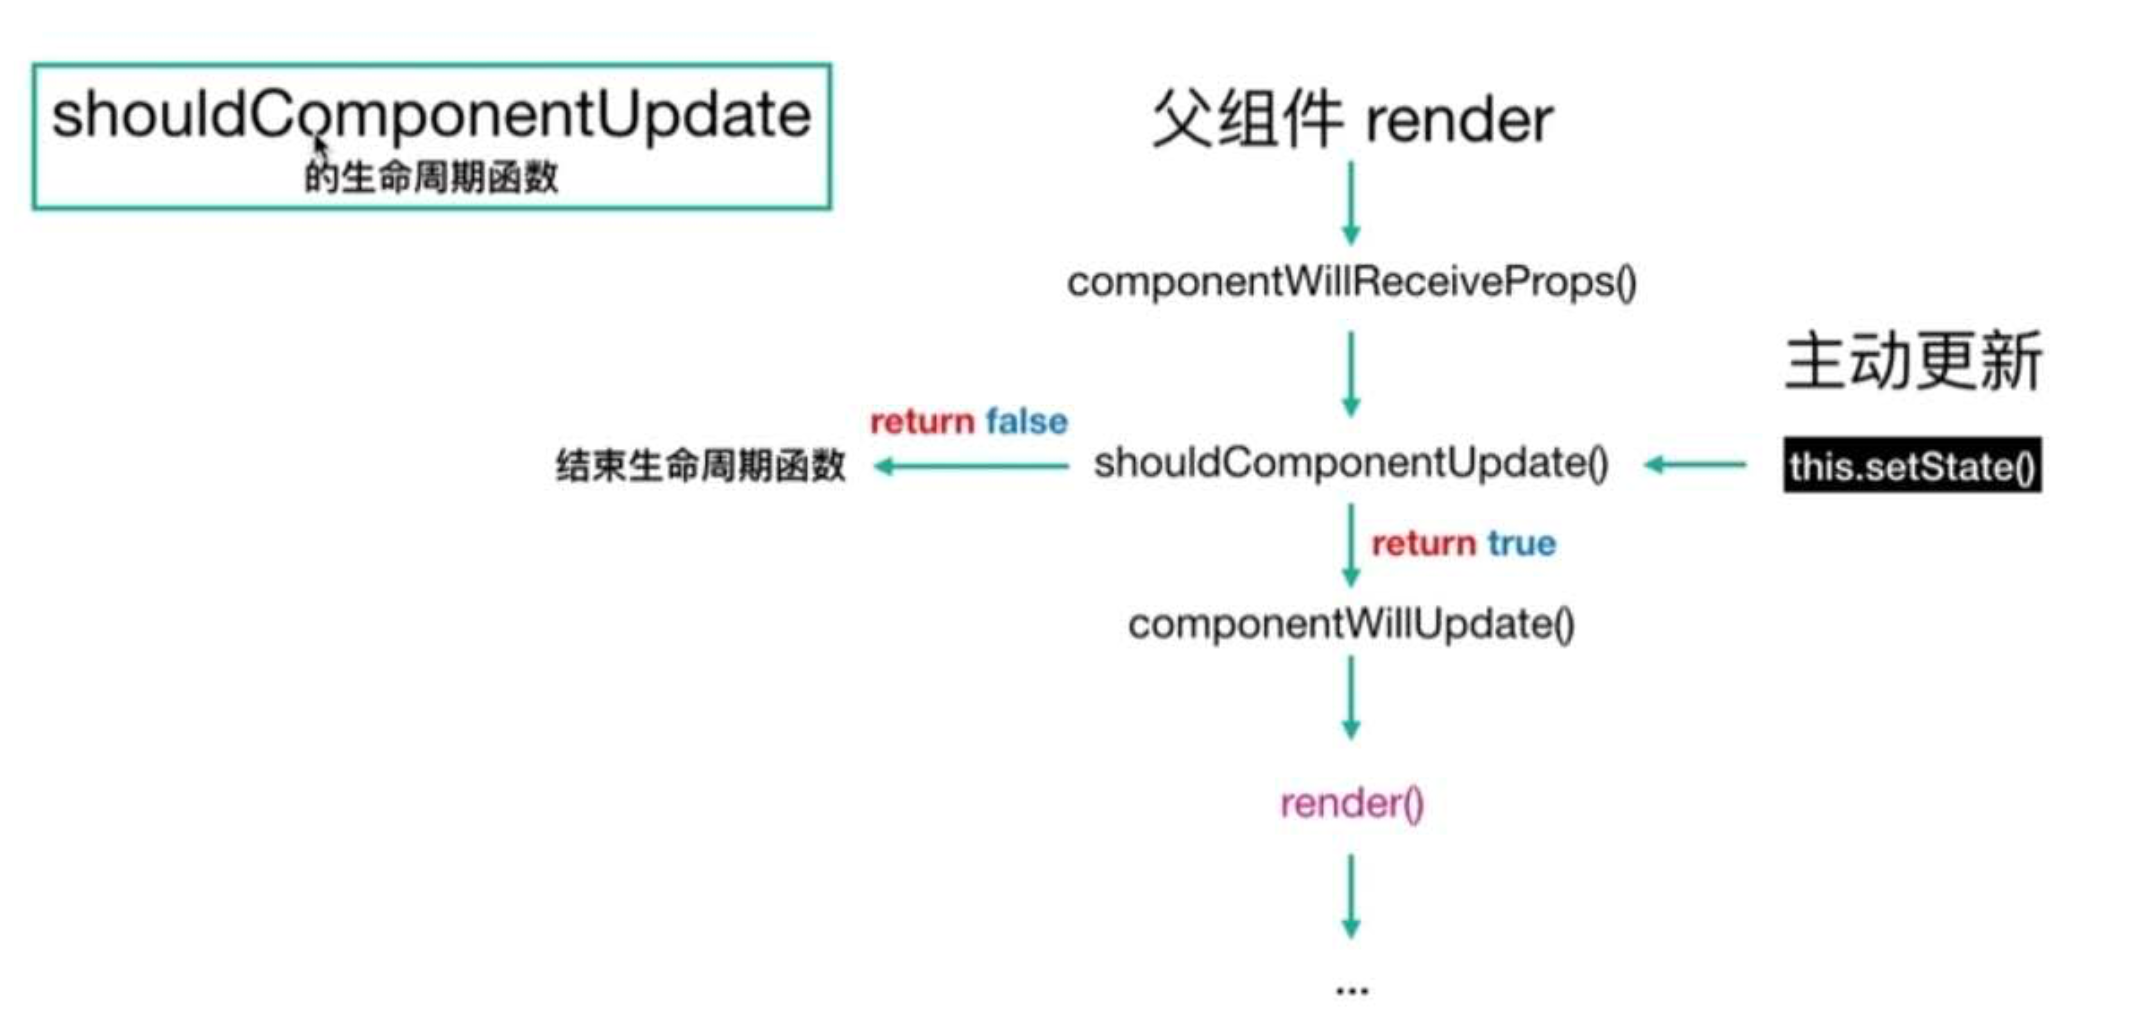 shouldComponentUpdate
的生命周期函数
父组件 render
componentWillReceiveProps()
主动更新
return false
结束生命周期函数
shouldComponentUpdate()
this.setState()
return true
componentWillUpdate()
render()
...